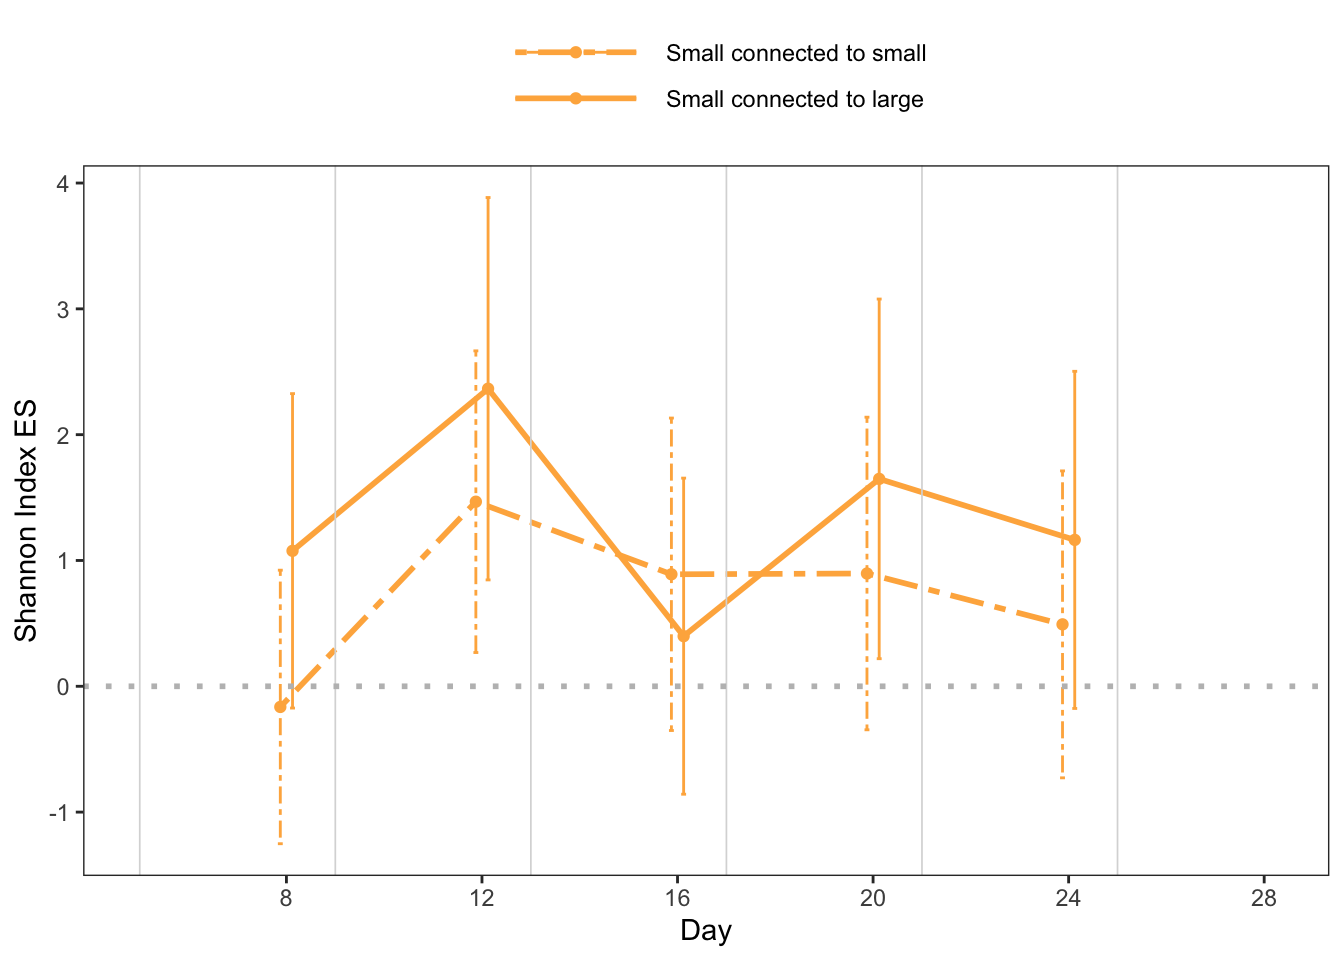 Small connected to small
Small connected to large
4
3
2
1
0
-1
Shannon Index ES
8 12 16 20 24 28
Day